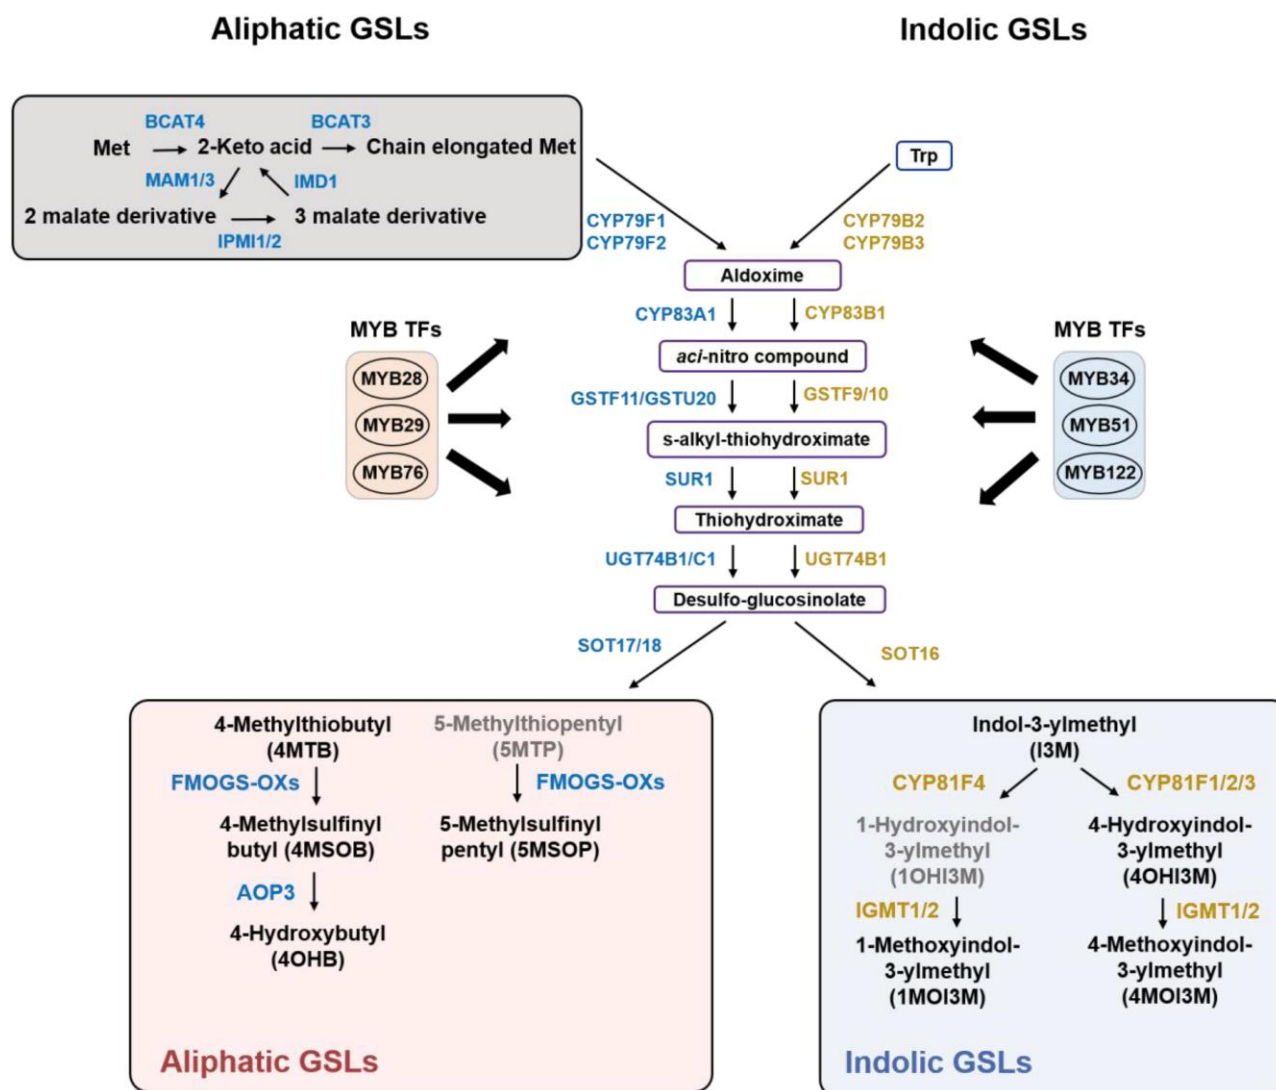 Aliphatic GSLs
Indolic GSLs
BCAT4
BCAT3
Met
2-Keto acid
Chain elongated Met
MAM1/3
IMD1
2 malate derivative
3 malate derivative
IPMI1/2
Trp
CYP79F1
CYP79F2
CYP79B2
CYP79B3
Aldoxime
CYP83A1
CYP83B1
aci-nitro compound
GSTF11/GSTU20
GSTF9/10
s-alkyl-thiohydroximate
SUR1
SUR1
Thiohydroximate
UGT74B1/C1
UGT74B1
Desulfo-glucosinolate
SOT17/18
SOT16
MYB TFs
MYB28
MYB29
MYB76
MYB TFs
MYB34
MYB51
MYB122
4-Methylthiobutyl
(4MTB)
FMOGS-OXs
4-Methylsulfinyl
butyl (4MSOB)
AOP3
4-Hydroxybutyl
(4OHB)
5-Methylthiopentyl
(5MTP)
FMOGS-OXs
5-Methylsulfinyl
pentyl (5MSOP)
Aliphatic GSLs
Indol-3-ylmethyl
(I3M)
CYP81F4
CYP81F1/2/3
1-Hydroxyindol-
3-ylmethyl
(1OHI3M)
IGMT1/2
1-Methoxyindol-
3-ylmethyl
(1MOI3M)
4-Hydroxyindol-
3-ylmethyl
(4OHI3M)
IGMT1/2
4-Methoxyindol-
3-ylmethyl
(4MOI3M)
Indolic GSLs